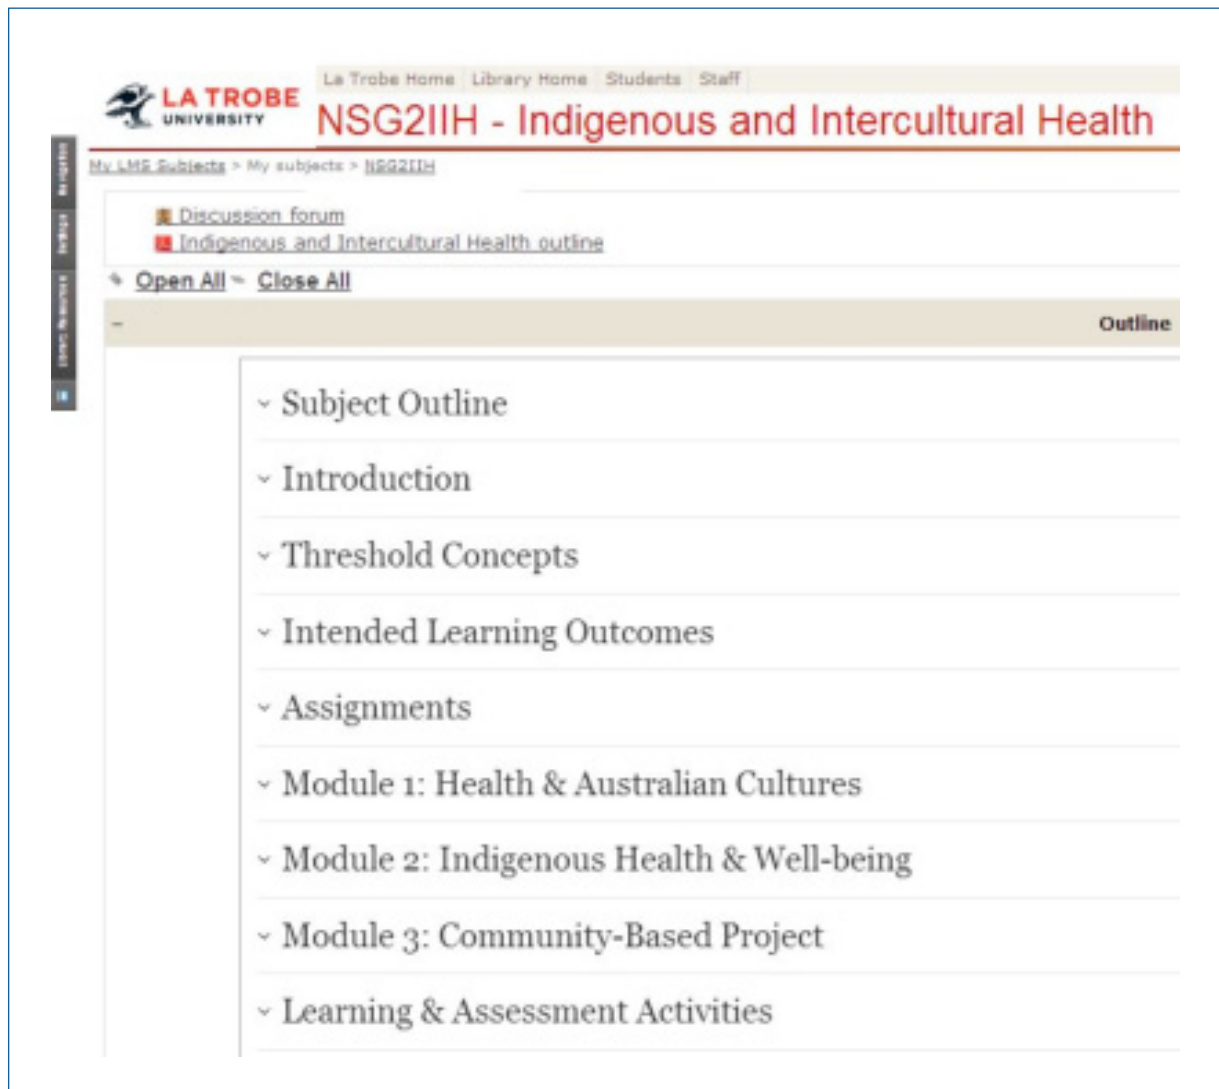 La Trobe Home Library Home Students Staff
LA TROBE
UNIVERSITY
NSG2IIH - Indigenous and Intercultural Health
My LMS Subjects > My subjects > NSG2IIH
Navigation
Settings
Discussion forum
Indigenous and Intercultural Health outline
Open All Close All
Outline
Subject Outline
Introduction
Threshold Concepts
Intended Learning Outcomes
Assignments
Module 1: Health & Australian Cultures
Module 2: Indigenous Health & Well-being
Module 3: Community-Based Project
Learning & Assessment Activities